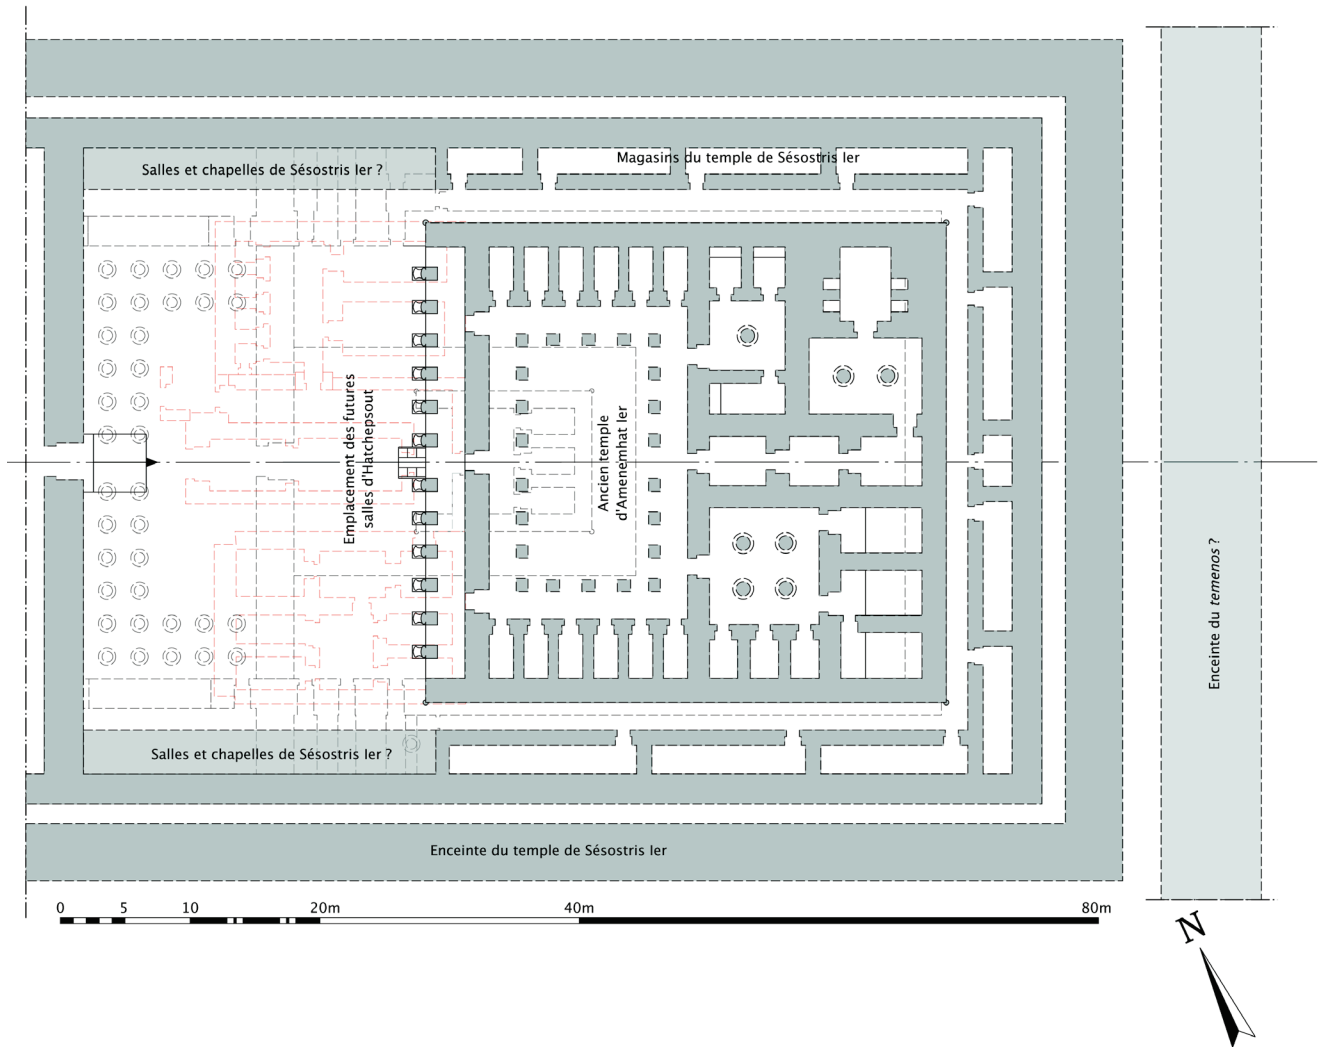 Salles et chapelles de Sésostris Ier ?
Magasins du temple de Sésostris Ier
Emplacement des futures
salles d'Hatchepsout
Ancien temple
d'Amenemhat Ier
Enceinte du temenos ?
Salles et chapelles de Sésostris Ier ?
Enceinte du temple de Sésostris Ier
0 5 10 20m 40m 80m
N